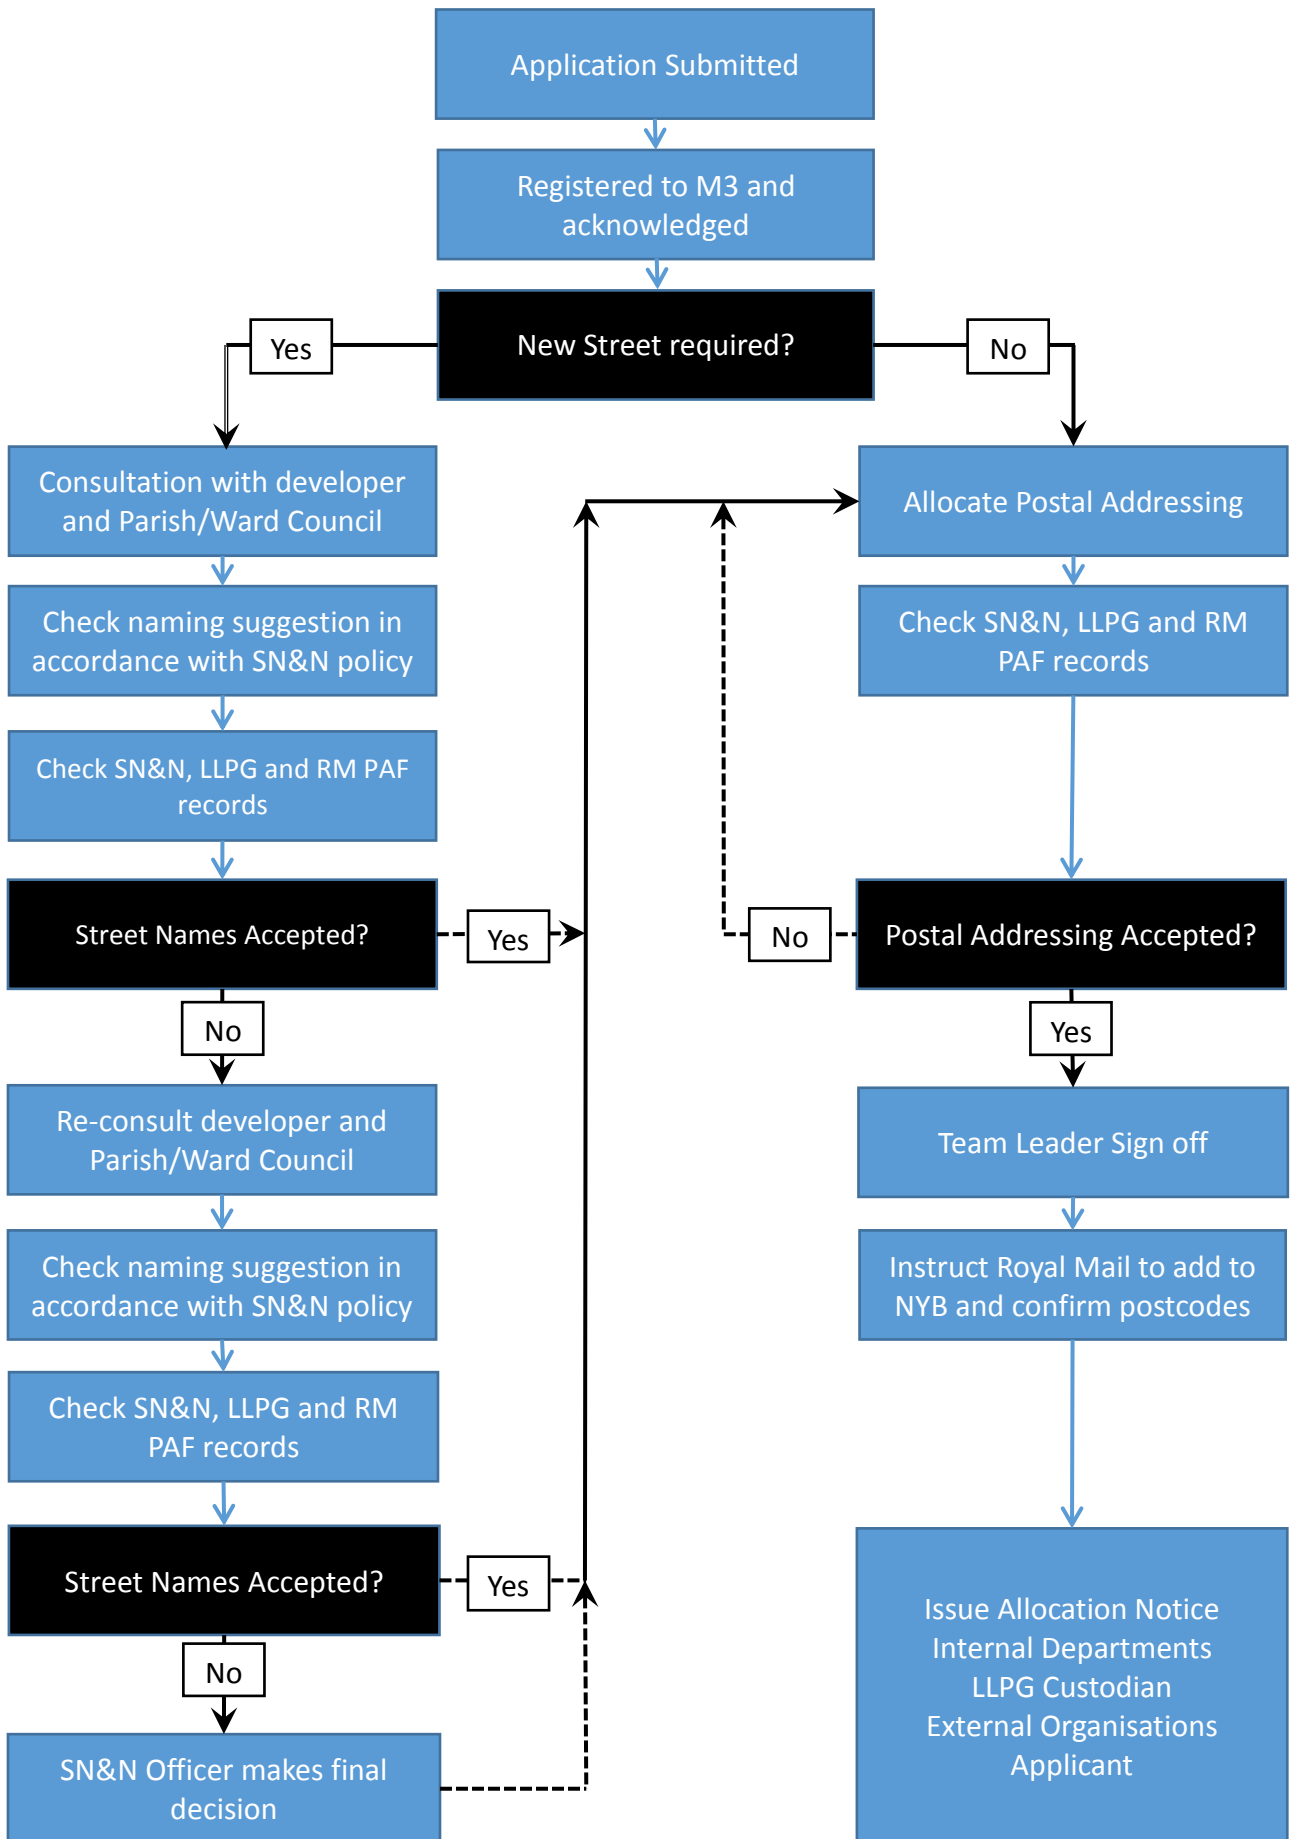 Application Submitted
Registered to M3 and
acknowledged
New Street required?
Yes
No
Consultation with developer
and Parish/Ward Council
Check naming suggestion in
accordance with SN&N policy
Check SN&N, LLPG and RM PAF
records
Street Names Accepted?
Yes
No
Re-consult developer and
Parish/Ward Council
Check naming suggestion in
accordance with SN&N policy
Check SN&N, LLPG and RM
PAF records
Street Names Accepted?
Yes
No
SN&N Officer makes final
decision
Allocate Postal Addressing
Check SN&N, LLPG and RM
PAF records
Postal Addressing Accepted?
No
Yes
Team Leader Sign off
Instruct Royal Mail to add to
NYB and confirm postcodes
Issue Allocation Notice
Internal Departments
LLPG Custodian
External Organisations
Applicant